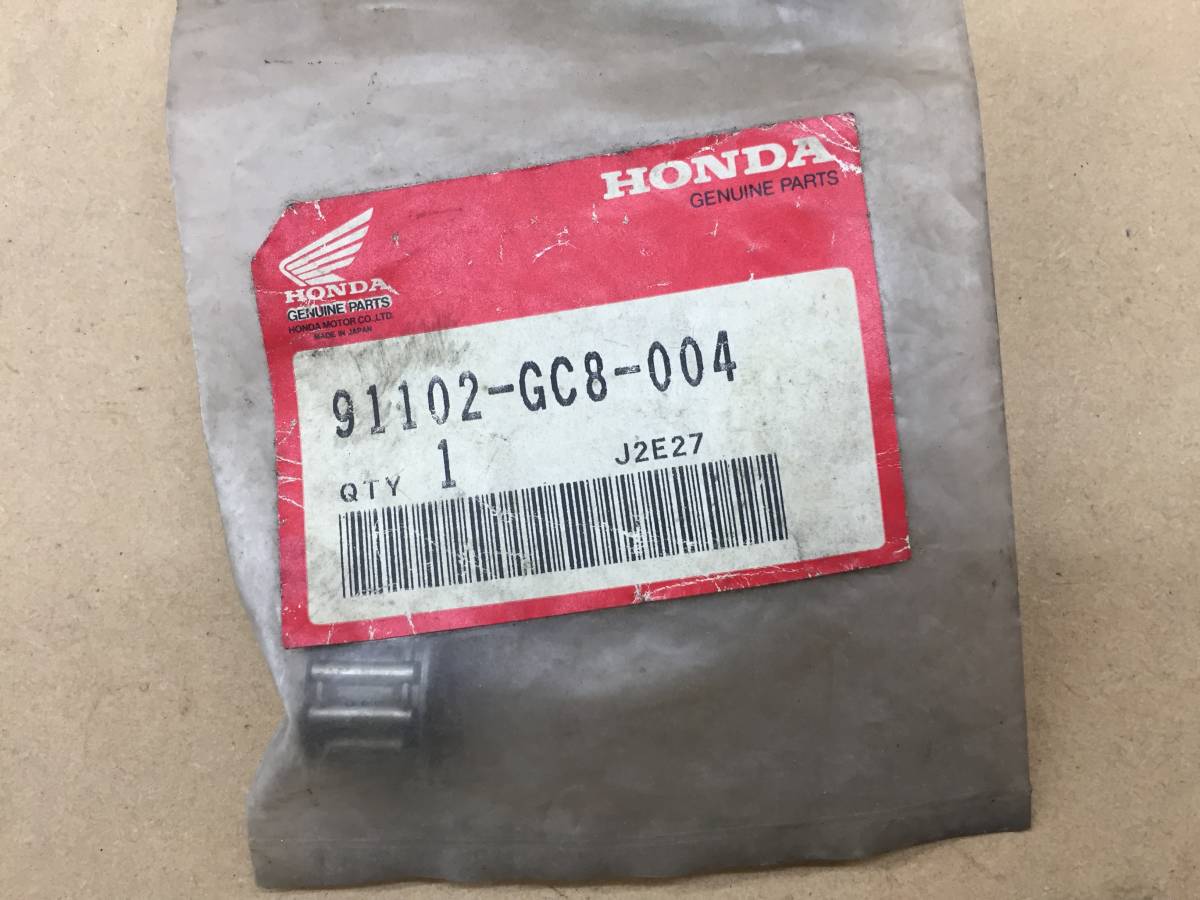 HONDA
GENUINE PARTS
HONDA
GENUINE PARTS
HONDA MOTOR CO.,LTD.
MADE IN JAPAN
91102-GC8-004
QTY 1
J2E27